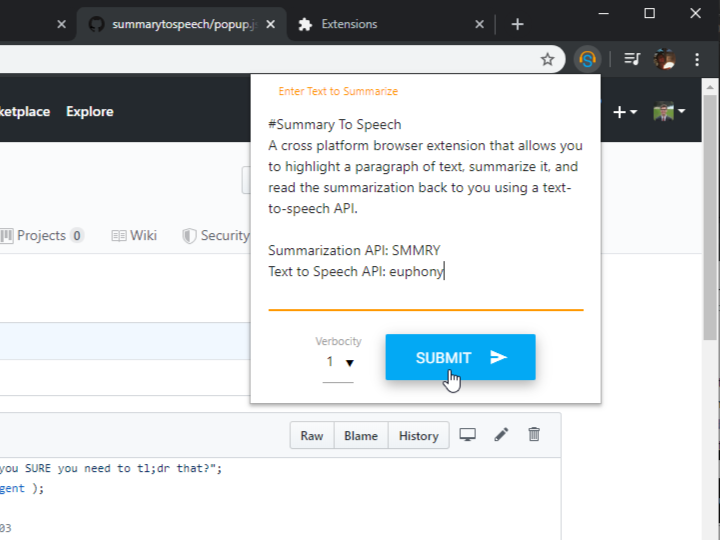 summarytospeech/popup.js
Extensions
Enter Text to Summarize
ketplace Explore
#Summary To Speech
A cross platform browser extension that allows you
to highlight a paragraph of text, summarize it, and
read the summarization back to you using a text-
to-speech API.
Projects 0 Wiki Security
Summarization API: SMMRY
Text to Speech API: euphony
Verbocity
1
SUBMIT
Raw Blame History
you SURE you need to tl;dr that?";
gent );
03